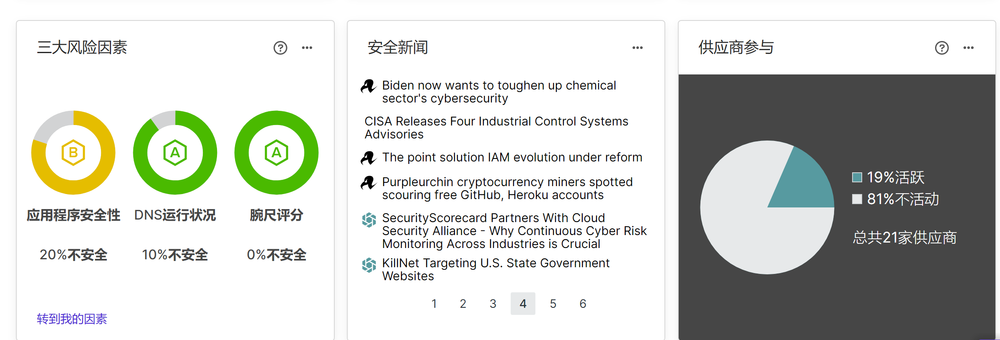 三大风险因素
B
A
A
应用程序安全性
DNS运行状况
腕尺评分
20%不安全
10%不安全
0%不安全
转到我的因素
安全新闻
Biden now wants to toughen up chemical
sector's cybersecurity
CISA Releases Four Industrial Control Systems
Advisories
The point solution IAM evolution under reform
Purpleurchin cryptocurrency miners spotted
scouring free GitHub, Heroku accounts
SecurityScorecard Partners With Cloud
Security Alliance - Why Continuous Cyber Risk
Monitoring Across Industries is Crucial
KillNet Targeting U.S. State Government
Websites
1 2 3 4 5 6
供应商参与
19%活跃
81%不活动
总共21家供应商